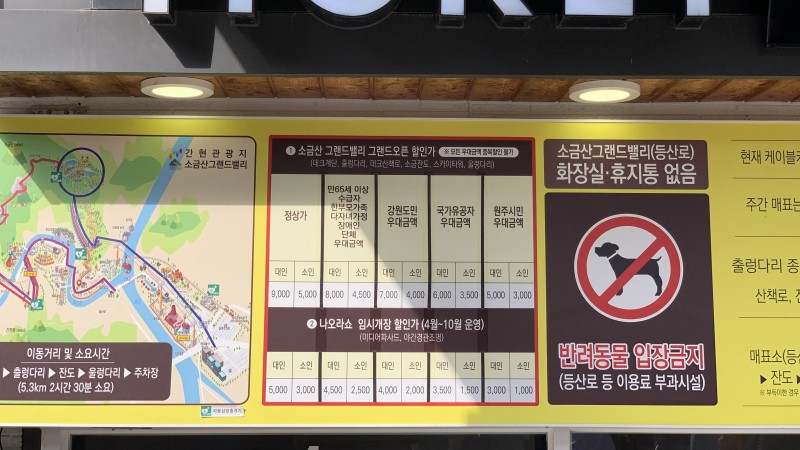 TICKET
간현관광지
소금산그랜드밸리
이동거리 및 소요시간
▶ 출렁다리 ▶ 잔도 ▶ 울렁다리 ▶ 주차장
(5.3km 2시간 30분 소요)
❶ 소금산 그랜드밸리 그랜드오픈 할인가 ※ 모든 우대금액 중복할인 불가
(데크계단, 출렁다리, 데크산책로, 소금잔도, 스카이타워, 울렁다리)
정상가
만65세 이상
수급자
한부모가족
다자녀가정
장애인
단체
우대금액
강원도민
우대금액
국가유공자
우대금액
원주시민
우대금액
대인 소인 대인 소인 대인 소인 대인 소인 대인 소인
9,000 5,000 8,000 4,500 7,000 4,000 6,000 3,500 5,000 3,000
❷ 나오라쇼 임시개장 할인가 (4월~10월 운영)
(미디어파사드, 야간경관조명)
대인 소인 대인 소인 대인 소인 대인 소인 대인 소인
5,000 3,000 4,500 2,500 4,000 2,000 3,500 1,500 3,000 1,000
소금산그랜드밸리(등산로)
화장실·휴지통 없음
반려동물 입장금지
(등산로 등 이용료 부과시설)
현재 케이블카
주간 매표는
출렁다리 종
산책로,
매표소(등산
▶ 잔도 ▶
※ 부득이한 경우